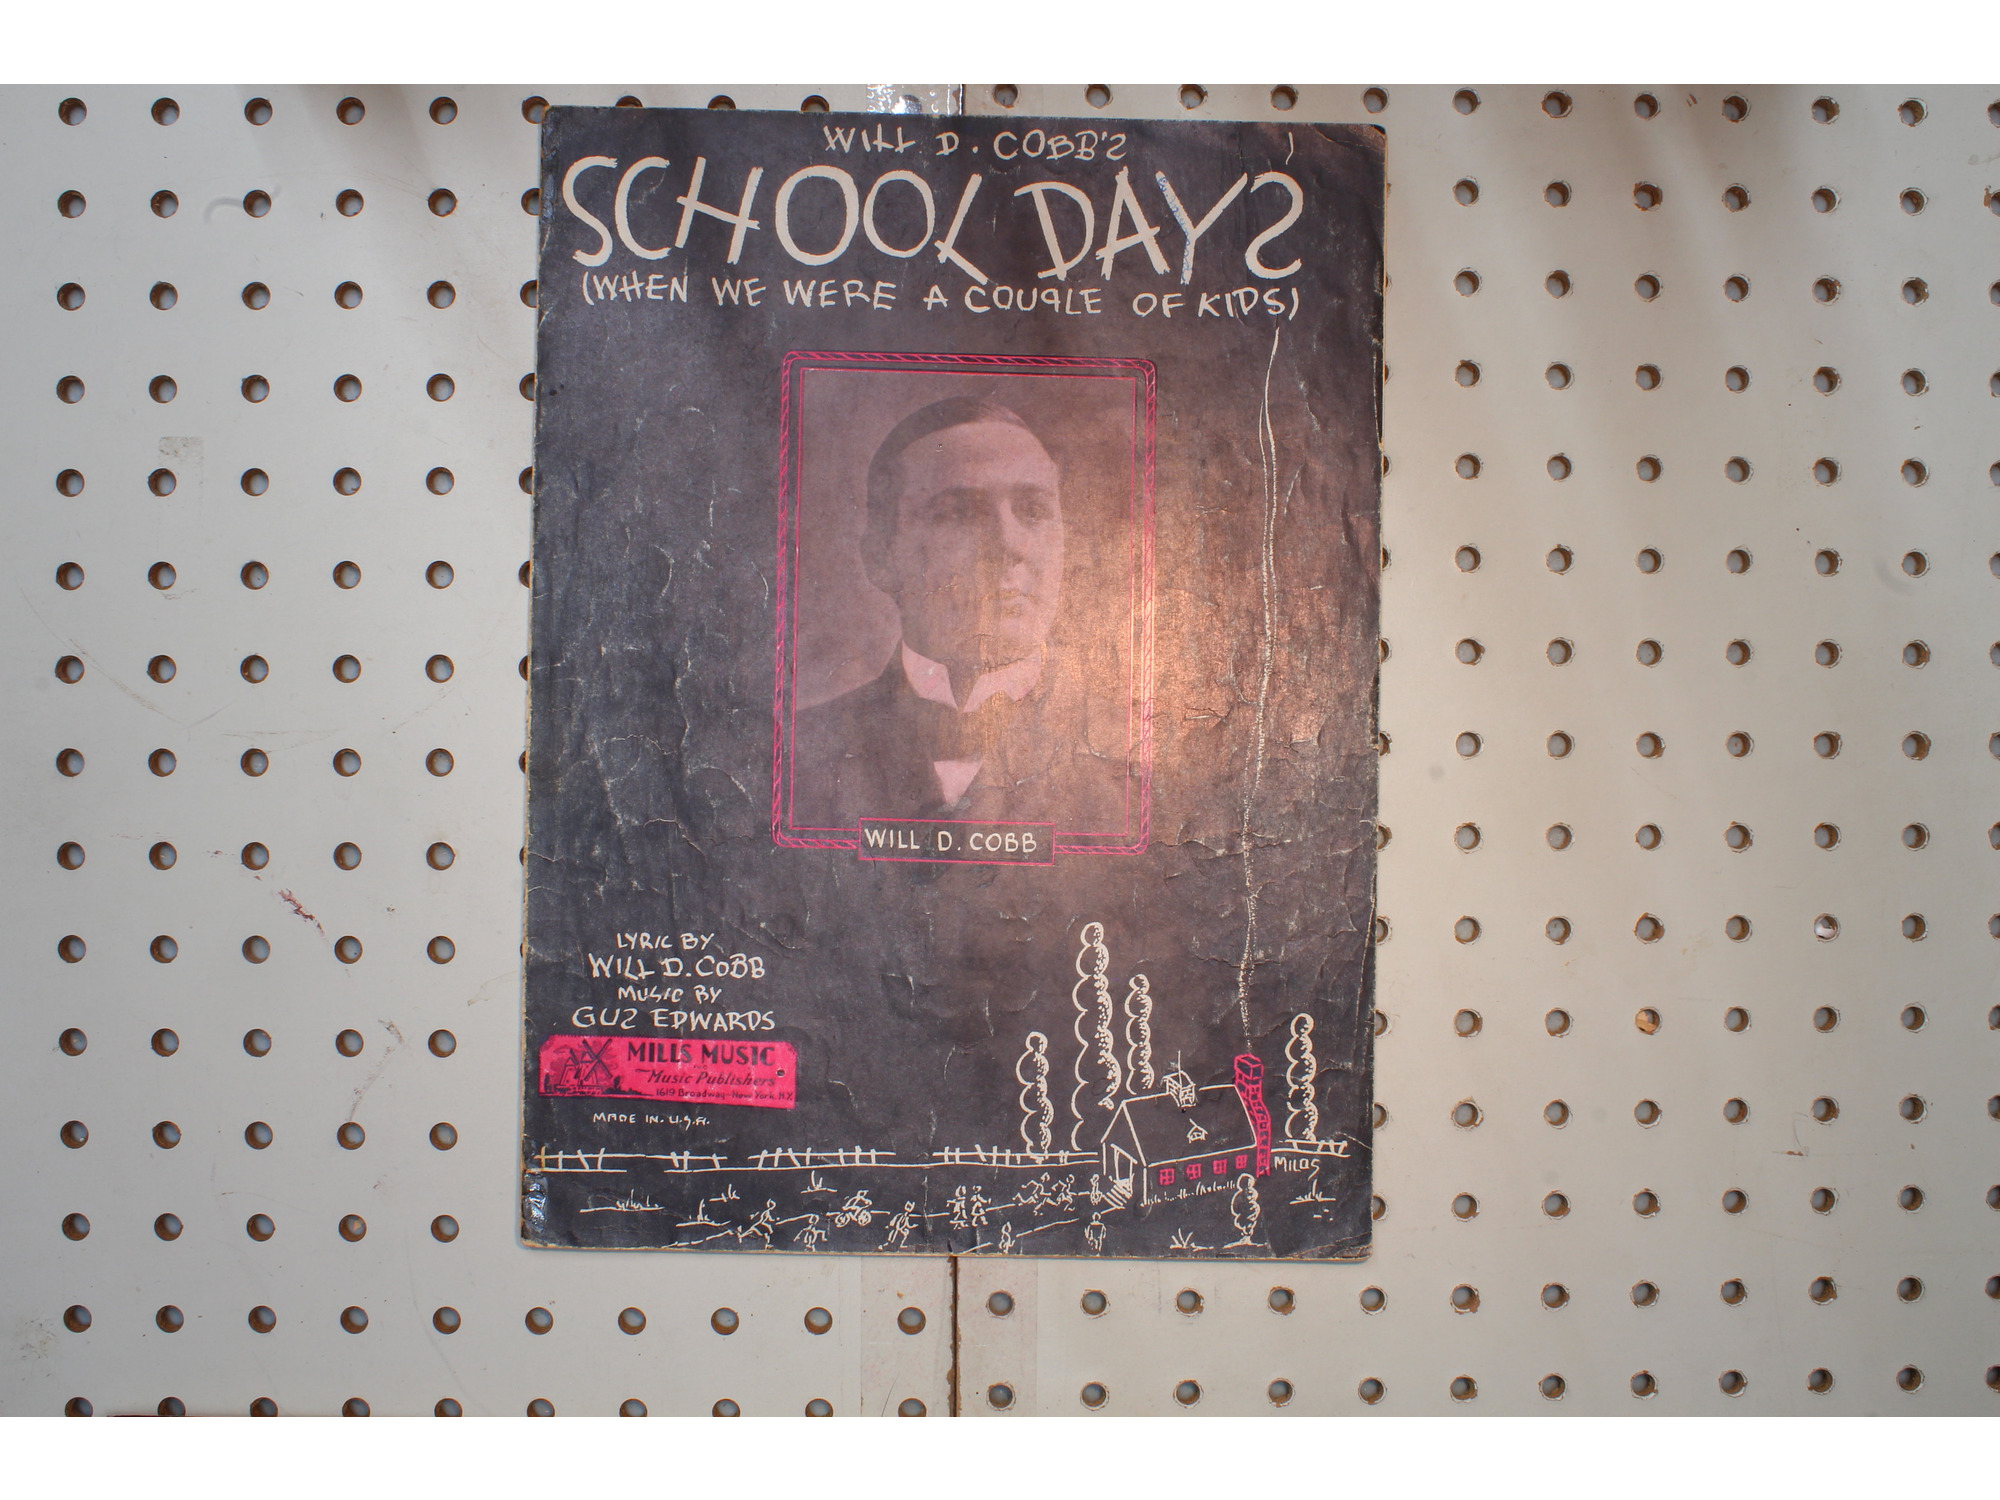 WILL D. COBB'S
SCHOOL DAYS
(WHEN WE WERE A COUPLE OF KIDS)
WILL D. COBB
LYRIC BY
WILL D. COBB
MUSIC BY
GUS EDWARDS
MILLS MUSIC
Music Publishers
1619 Broadway - New York. N.Y.
MADE IN. U.S.A.
MILOS